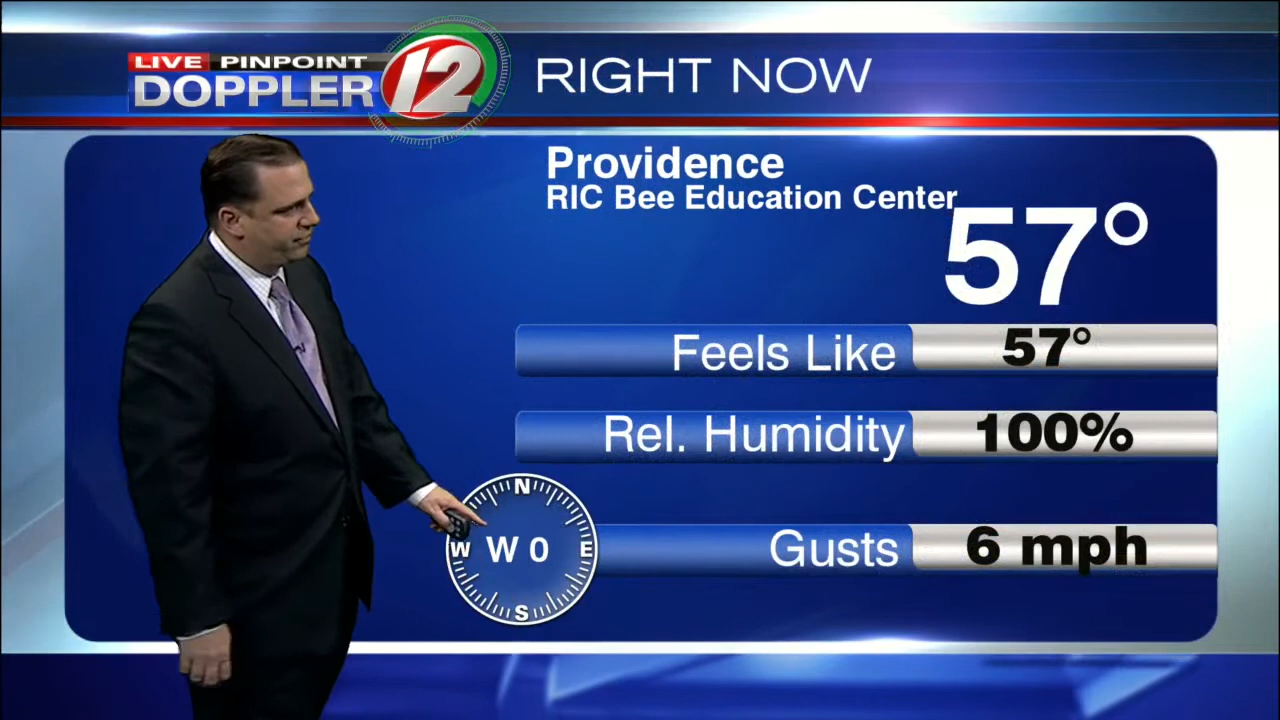 LIVE PINPOINT
DOPPLER 12
RIGHT NOW
Providence
RIC Bee Education Center
57°
Feels Like 57°
Rel. Humidity 100%
N
W W 0 E
S
Gusts 6 mph